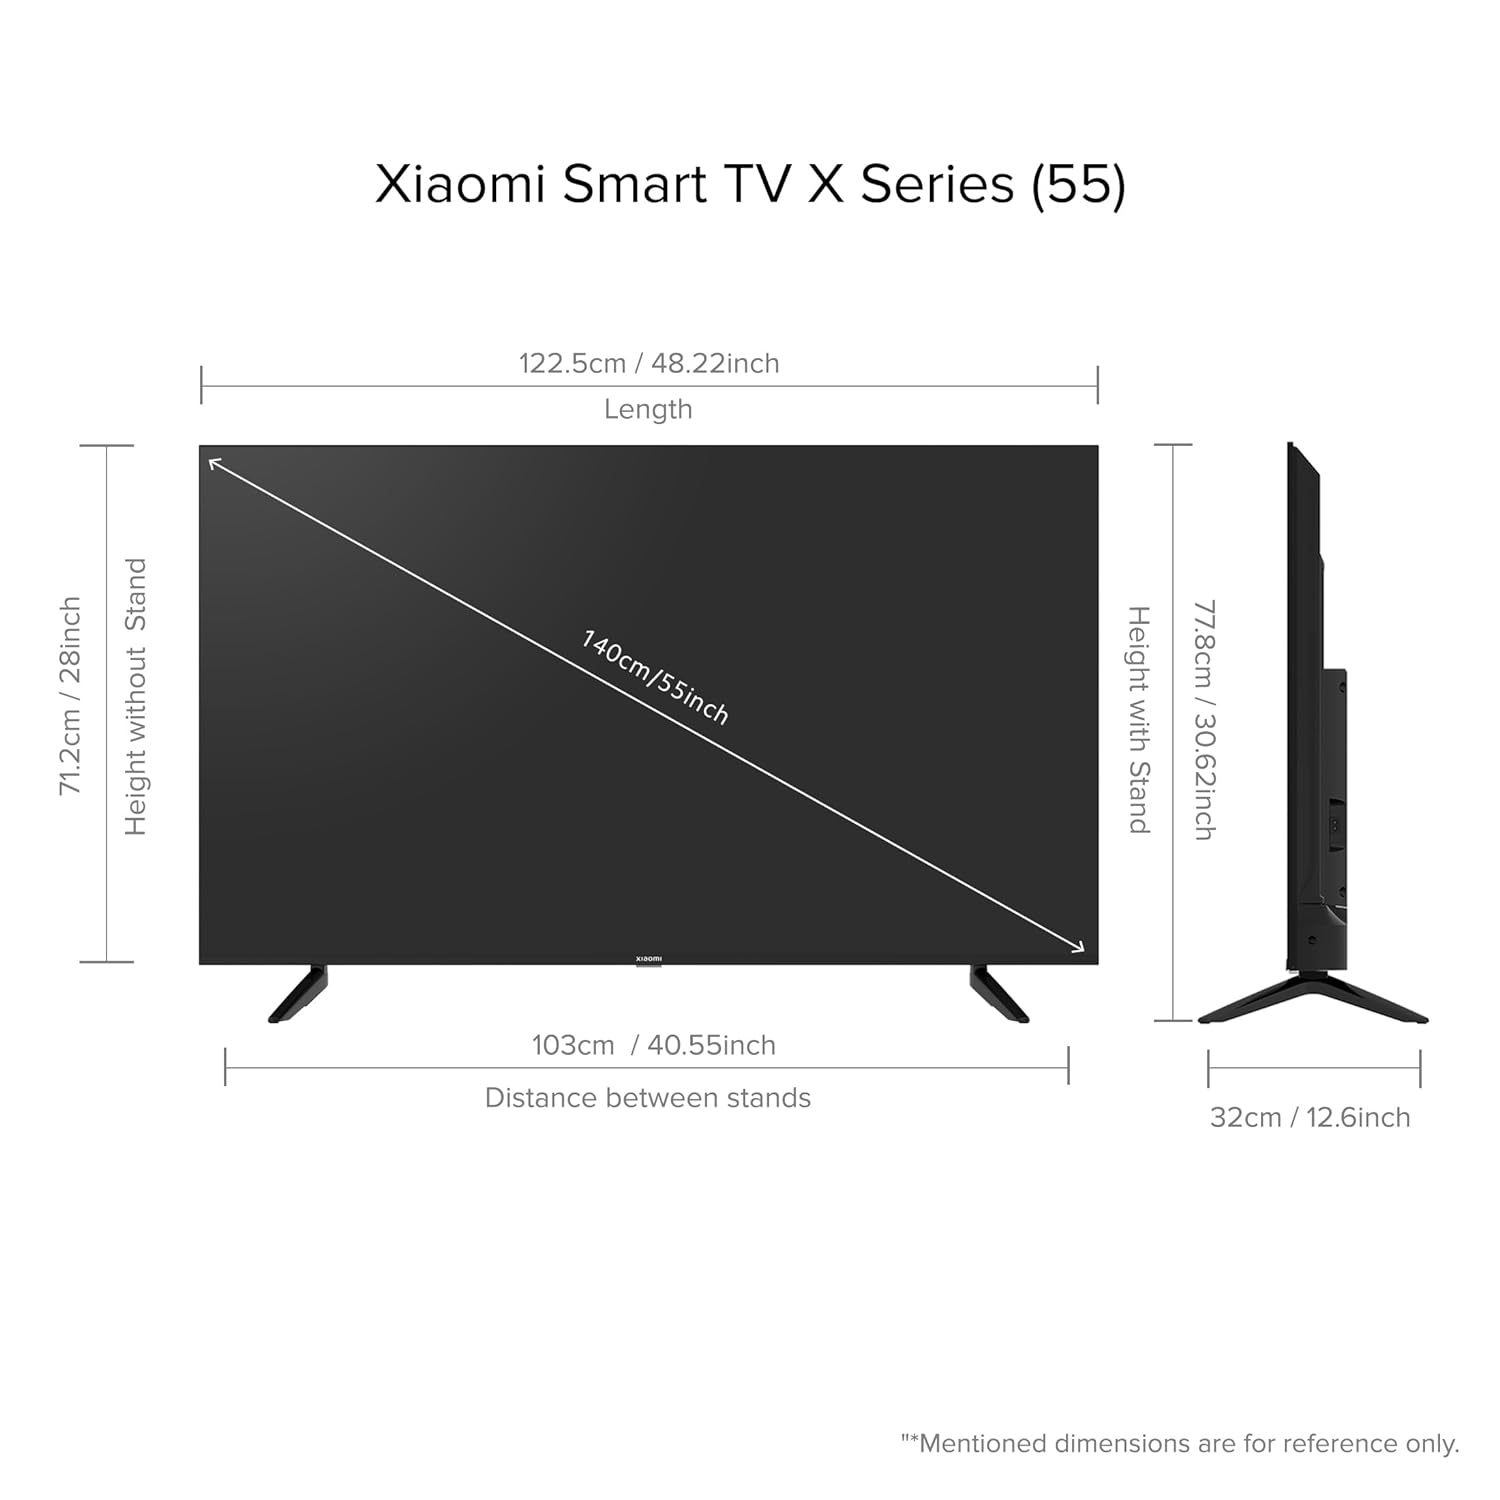 Xiaomi Smart TV X Series (55)
122.5cm / 48.22inch
Length
71.2cm / 28inch
Height without Stand
140cm/55inch
Height with Stand
77.8cm / 30.62inch
xiaomi
103cm / 40.55inch
Distance between stands
32cm / 12.6inch
"*Mentioned dimensions are for reference only.